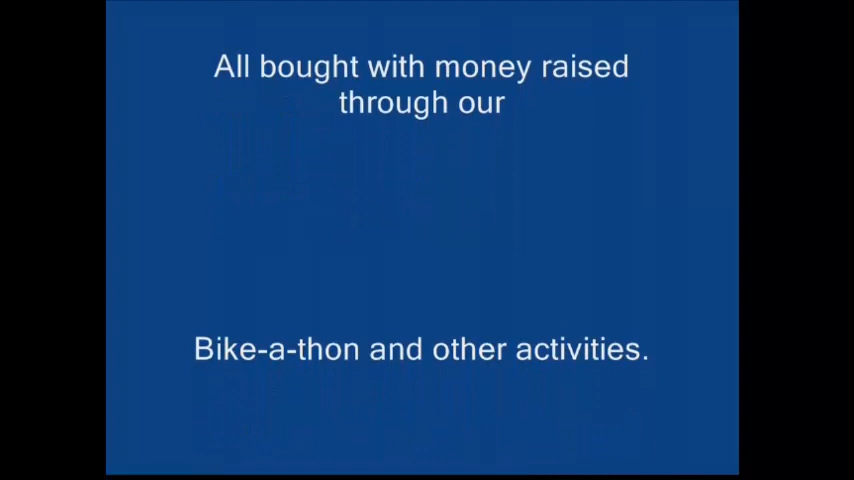 All bought with money raised
through our
Bike-a-thon and other activities.